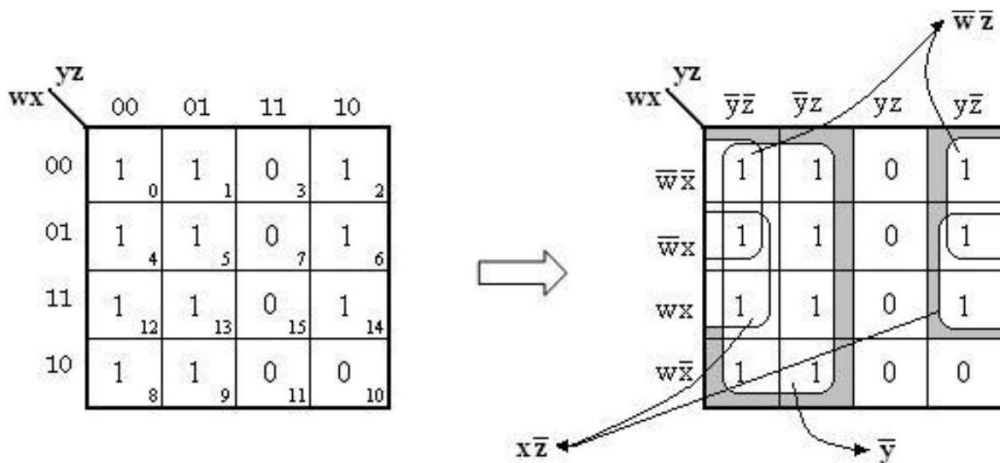 w̅ z̅
yz
wx
00 01 11 10
00 1 0 1 1 0 3 1 2
01 1 4 1 5 0 7 1 6
11 1 12 1 13 0 15 1 14
10 1 8 1 9 0 11 0 10
yz
wx
y̅z̅ y̅z yz yz̅
w̅x̅ 1 1 0 1
w̅x 1 1 0 1
wx 1 1 0 1
wx̅ 1 1 0 0
xz̅
y̅